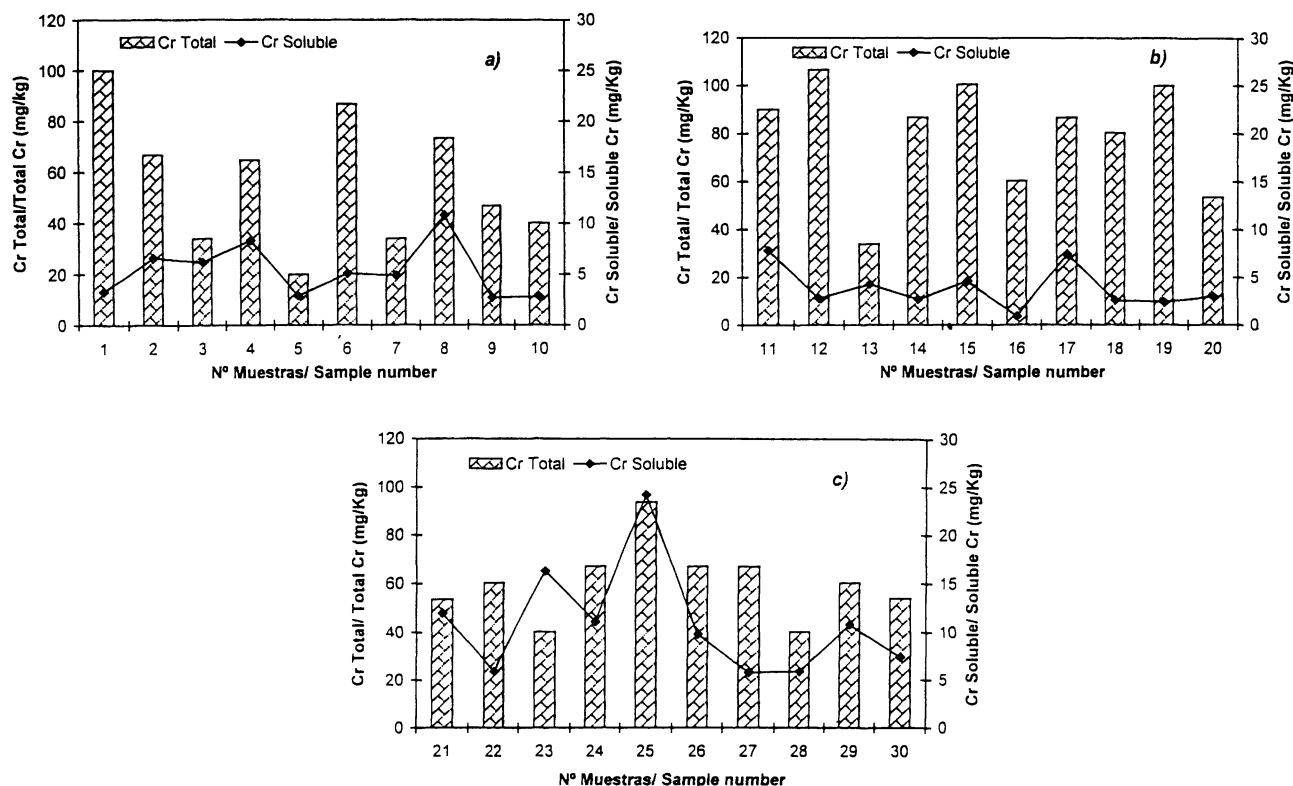 Cr Total Cr Soluble
a)
Cr Total/Total Cr (mg/kg)
120
100
80
60
40
20
0
Cr Soluble/ Soluble Cr (mg/Kg)
30
25
20
15
10
5
0
1 2 3 4 5 6 7 8 9 10
Nº Muestras/ Sample number
Cr Total Cr Soluble
b)
Cr Total/ Total Cr (mg/Kg)
120
100
80
60
40
20
0
Cr Soluble/ Soluble Cr (mg/Kg)
30
25
20
15
10
5
0
11 12 13 14 15 16 17 18 19 20
Nº Muestras/ Sample number
Cr Total Cr Soluble
c)
Cr Total/ Total Cr (mg/Kg)
120
100
80
60
40
20
0
Cr Soluble/ Soluble Cr (mg/Kg)
30
25
20
15
10
5
0
21 22 23 24 25 26 27 28 29 30
Nº Muestras/ Sample number